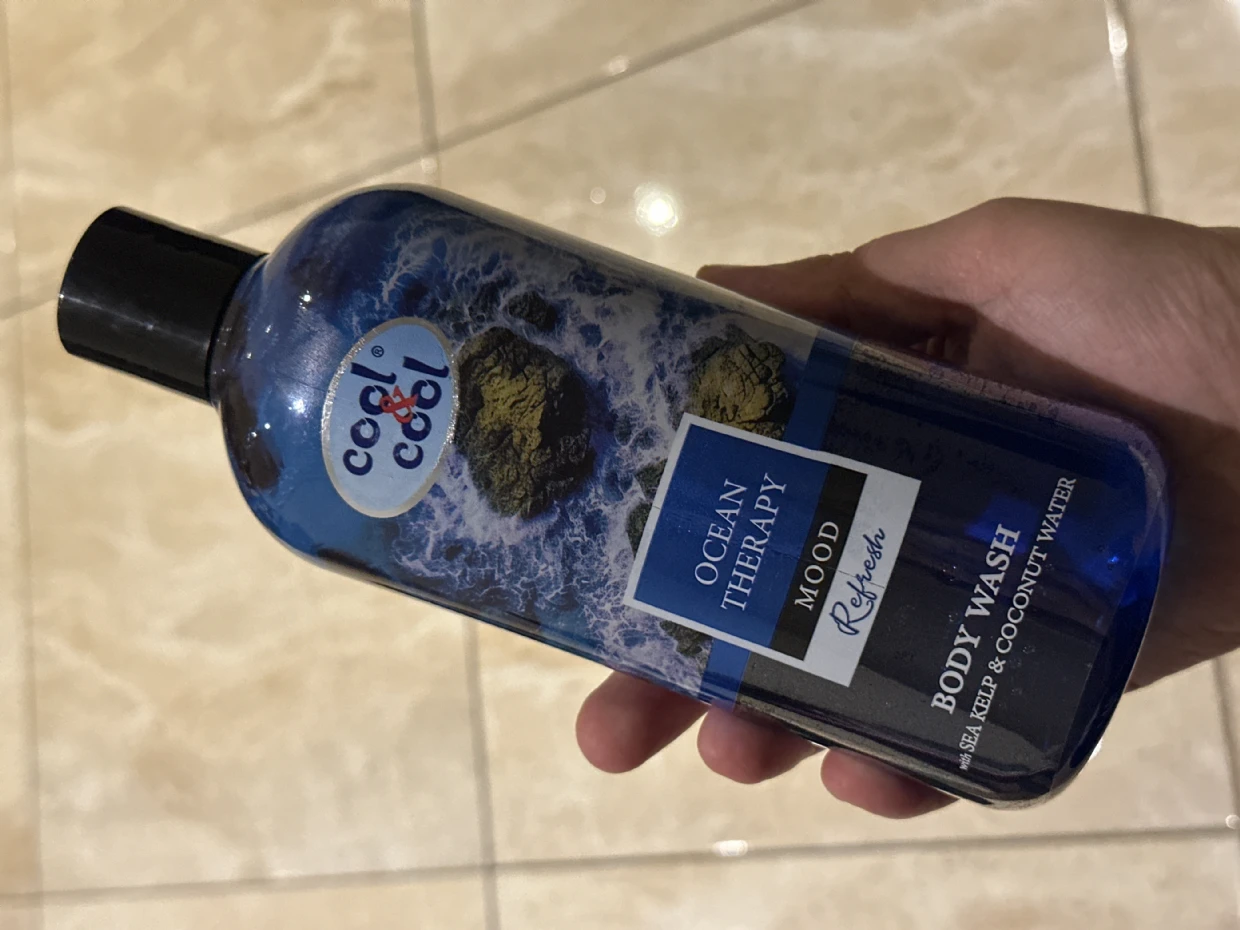 cool ®
&
cool
OCEAN
THERAPY
MOOD
Refresh
BODY WASH
with SEA KELP & COCONUT WATER